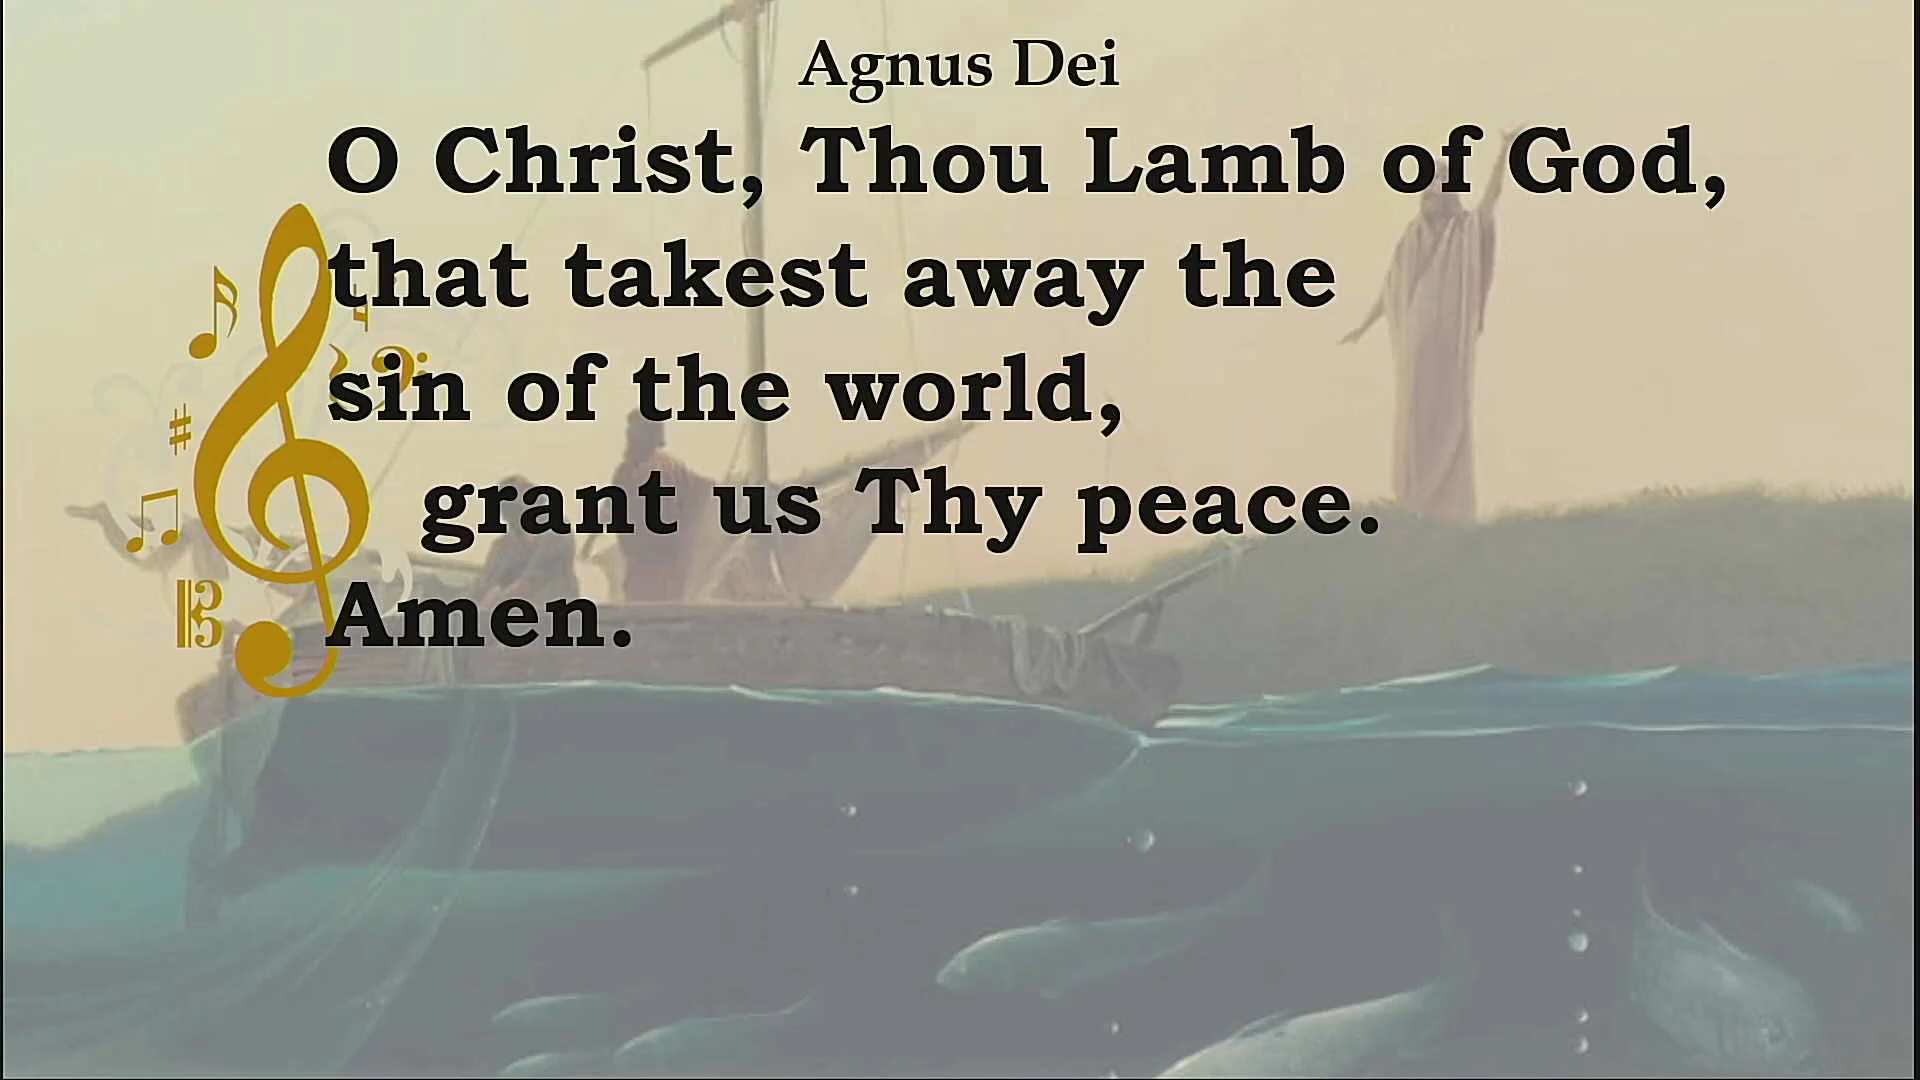 Agnus Dei
O Christ, Thou Lamb of God,
that takest away the
sin of the world,
grant us Thy peace.
Amen.